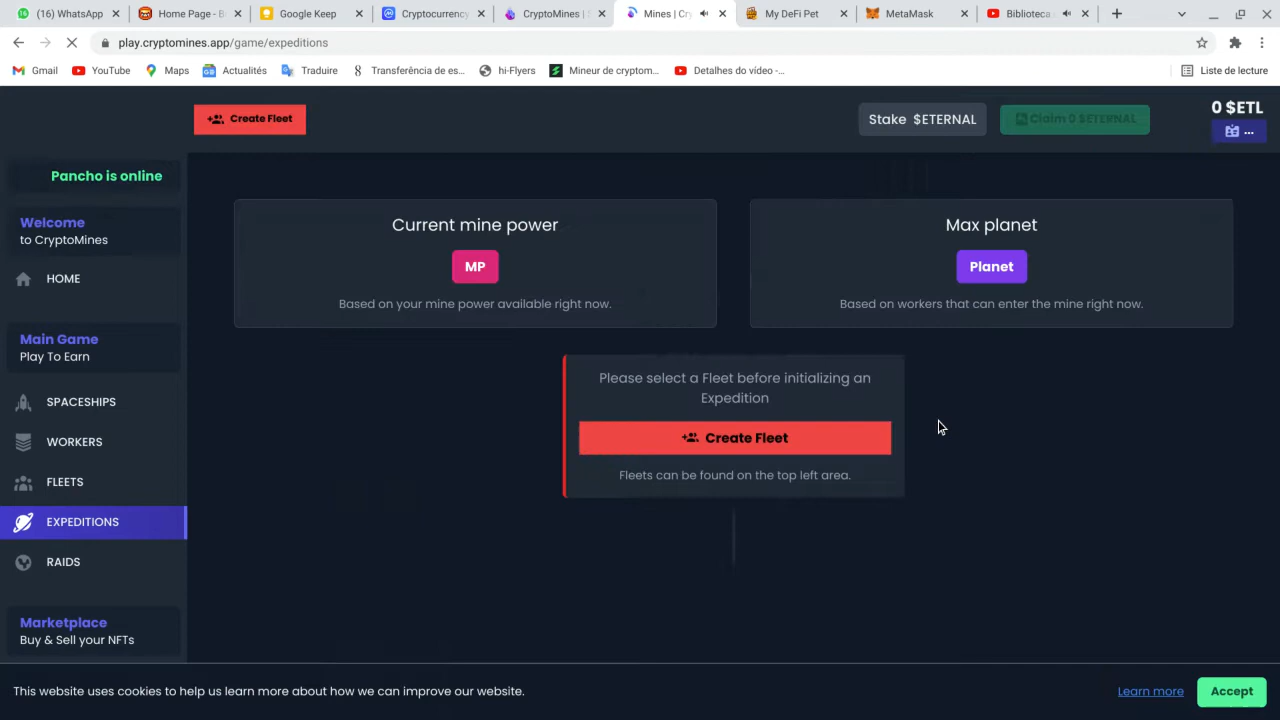 (16) WhatsApp
Home Page - B
Google Keep
Cryptocurrency
CryptoMines | S
Mines | Cry
My DeFi Pet
MetaMask
Biblioteca
play.cryptomines.app/game/expeditions
Gmail
YouTube
Maps
Actualités
Traduire
Transferência de es...
hi-Flyers
Mineur de cryptom...
Detalhes do vídeo -...
Liste de lecture
Create Fleet
Stake $ETERNAL
Claim 0 $ETERNAL
0 $ETL
...
Pancho is online
Welcome
to CryptoMines
HOME
Main Game
Play To Earn
SPACESHIPS
WORKERS
FLEETS
EXPEDITIONS
RAIDS
Marketplace
Buy & Sell your NFTs
Current mine power
MP
Based on your mine power available right now.
Max planet
Planet
Based on workers that can enter the mine right now.
Please select a Fleet before initializing an
Expedition
Create Fleet
Fleets can be found on the top left area.
This website uses cookies to help us learn more about how we can improve our website.
Learn more
Accept